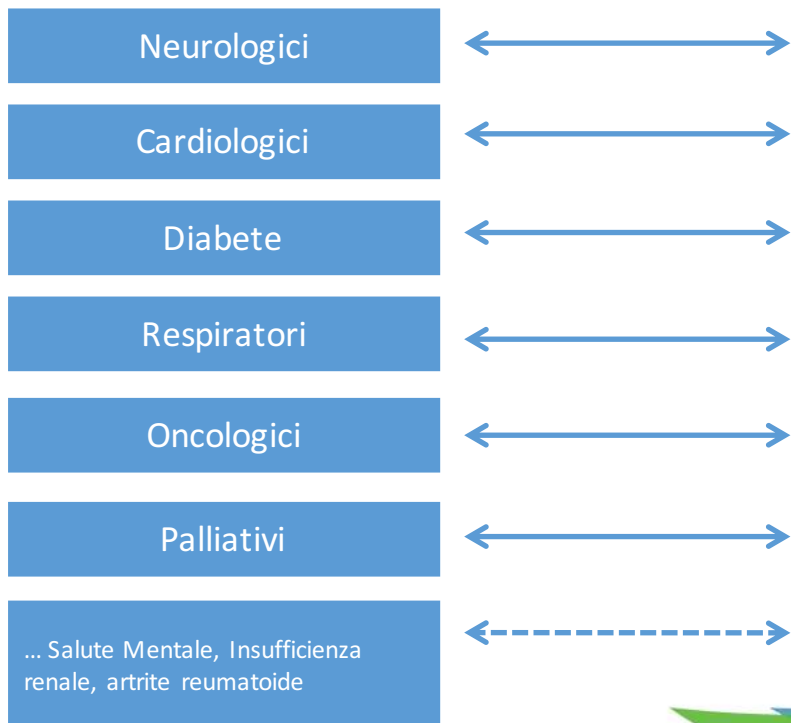 Neurologici
Cardiologici
Diabete
Respiratori
Oncologici
Palliativi
... Salute Mentale, Insufficienza
renale, artrite reumatoide